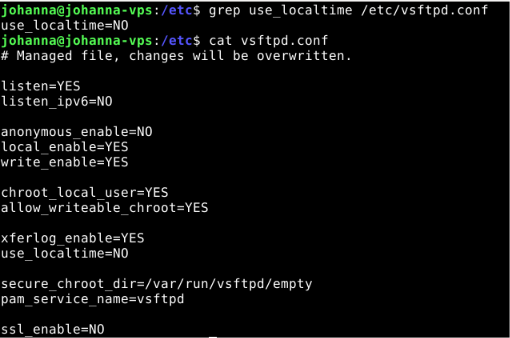 johanna@johanna-vps:/etc$ grep use_localtime /etc/vsftpd.conf
use_localtime=NO
johanna@johanna-vps:/etc$ cat vsftpd.conf
# Managed file, changes will be overwritten.
listen=YES
listen_ipv6=NO
anonymous_enable=NO
local_enable=YES
write_enable=YES
chroot_local_user=YES
allow_writeable_chroot=YES
xferlog_enable=YES
use_localtime=NO
secure_chroot_dir=/var/run/vsftpd/empty
pam_service_name=vsftpd
ssl_enable=NO